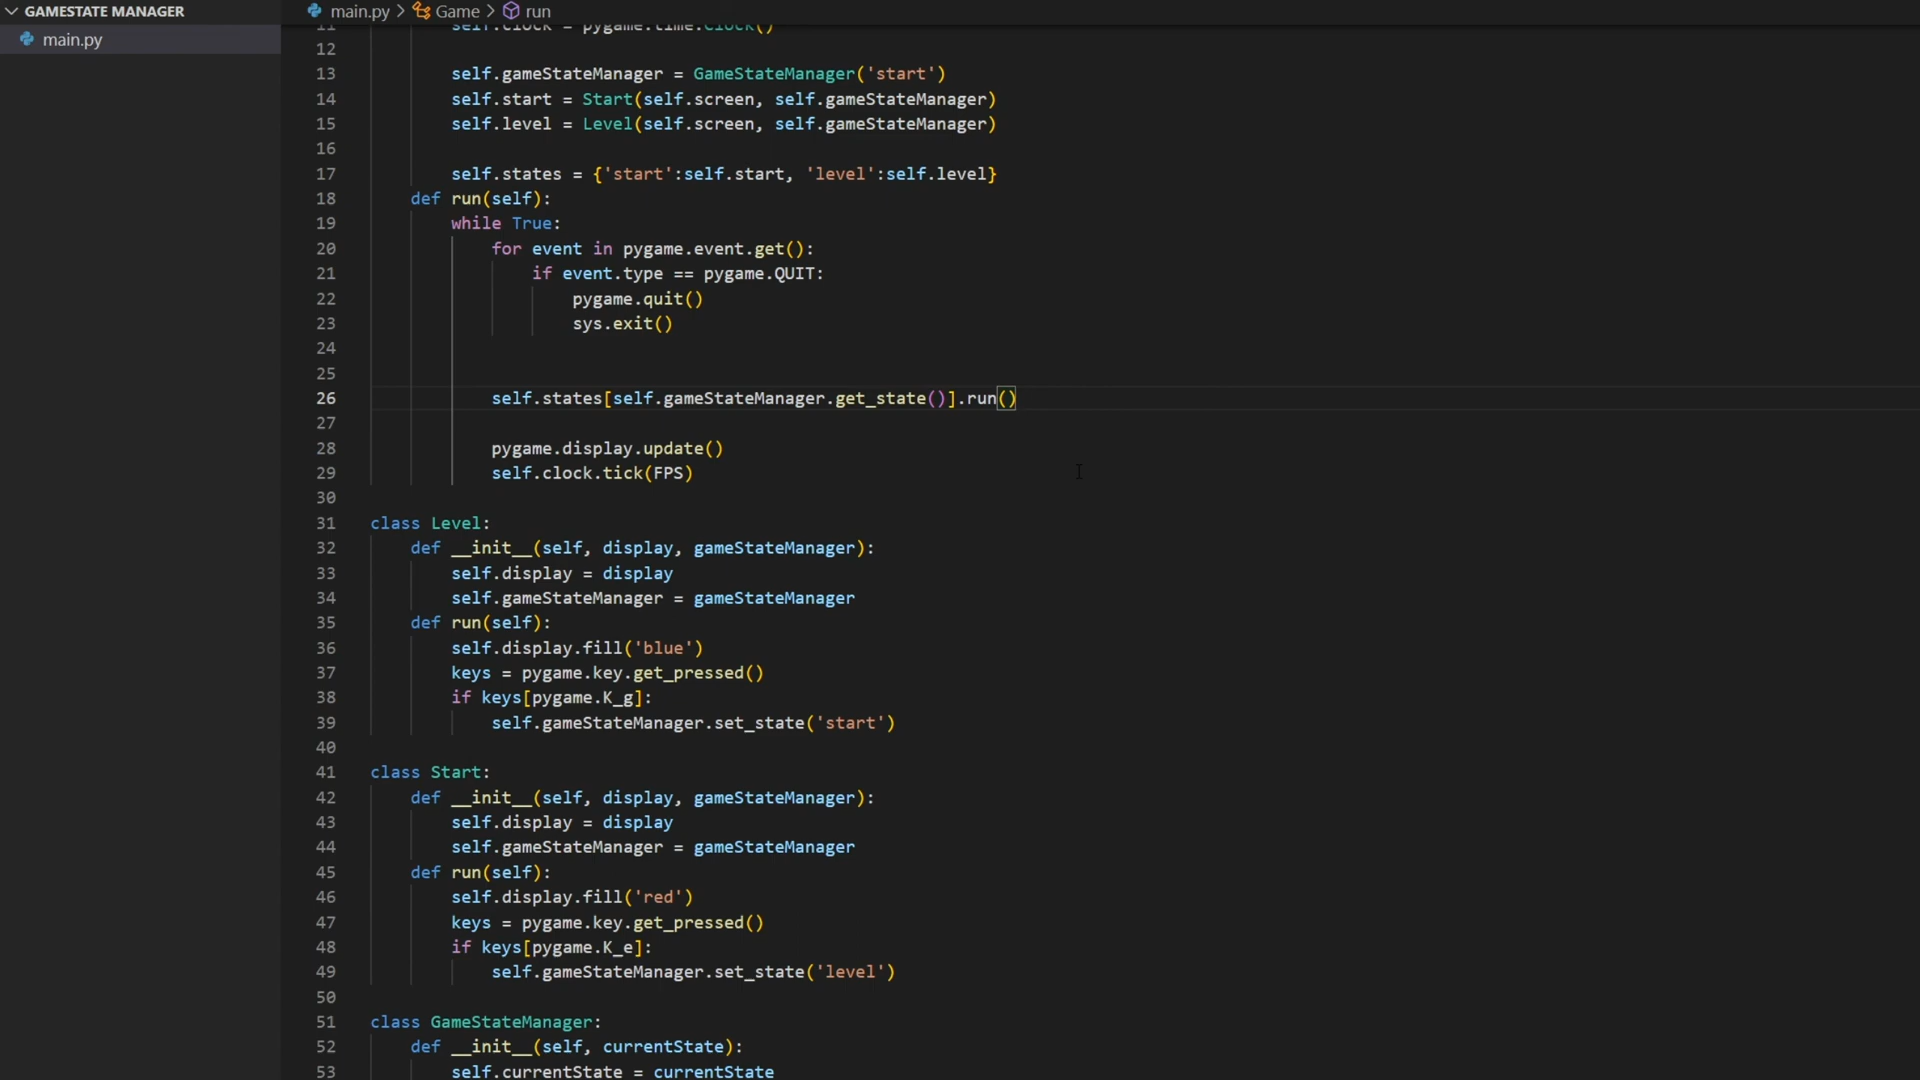 GAMESTATE MANAGER
main.py
main.py > Game > run
11 self.clock = pygame.time.Clock()
12
13 self.gameStateManager = GameStateManager('start')
14 self.start = Start(self.screen, self.gameStateManager)
15 self.level = Level(self.screen, self.gameStateManager)
16
17 self.states = {'start':self.start, 'level':self.level}
18 def run(self):
19 while True:
20 for event in pygame.event.get():
21 if event.type == pygame.QUIT:
22 pygame.quit()
23 sys.exit()
24
25
26 self.states[self.gameStateManager.get_state()].run()
27
28 pygame.display.update()
29 self.clock.tick(FPS)
30
31 class Level:
32 def __init__(self, display, gameStateManager):
33 self.display = display
34 self.gameStateManager = gameStateManager
35 def run(self):
36 self.display.fill('blue')
37 keys = pygame.key.get_pressed()
38 if keys[pygame.K_g]:
39 self.gameStateManager.set_state('start')
40
41 class Start:
42 def __init__(self, display, gameStateManager):
43 self.display = display
44 self.gameStateManager = gameStateManager
45 def run(self):
46 self.display.fill('red')
47 keys = pygame.key.get_pressed()
48 if keys[pygame.K_e]:
49 self.gameStateManager.set_state('level')
50
51 class GameStateManager:
52 def __init__(self, currentState):
53 self.currentState = currentState